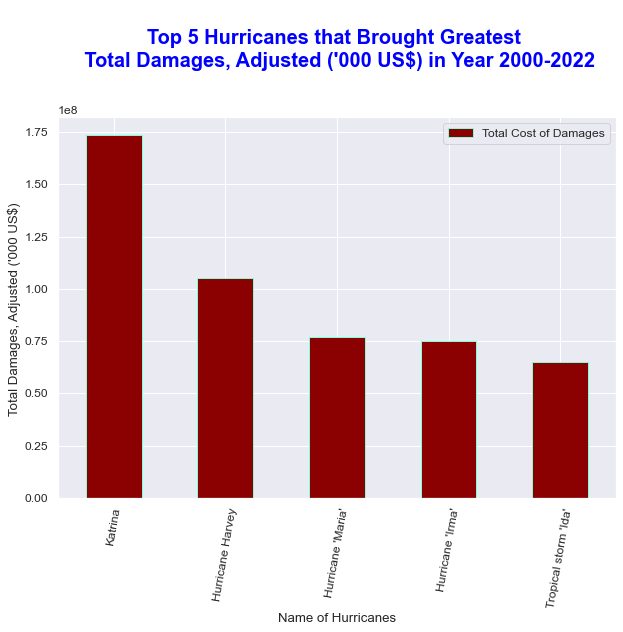 Top 5 Hurricanes that Brought Greatest
Total Damages, Adjusted ('000 US$) in Year 2000-2022
1e8
Total Cost of Damages
1.75
1.50
1.25
1.00
0.75
0.50
0.25
0.00
Total Damages, Adjusted ('000 US$)
Katrina
Hurricane Harvey
Hurricane 'Maria'
Hurricane 'Irma'
Tropical storm 'Ida'
Name of Hurricanes